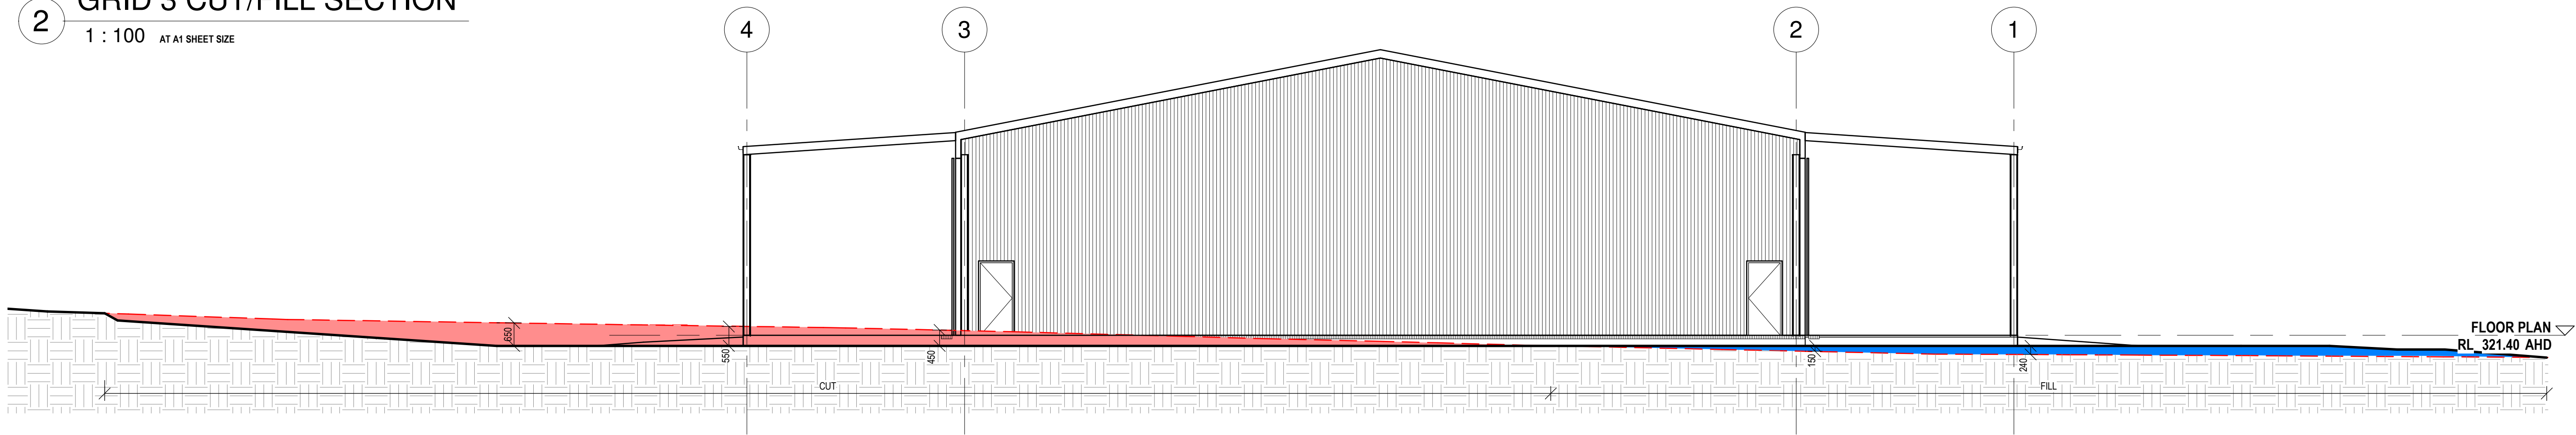 2
GRID 3 CUT/FILL SECTION
1 : 100 AT A1 SHEET SIZE
4
3
2
1
650
550
450
150
240
FLOOR PLAN
RL 321.40 AHD
CUT
FILL